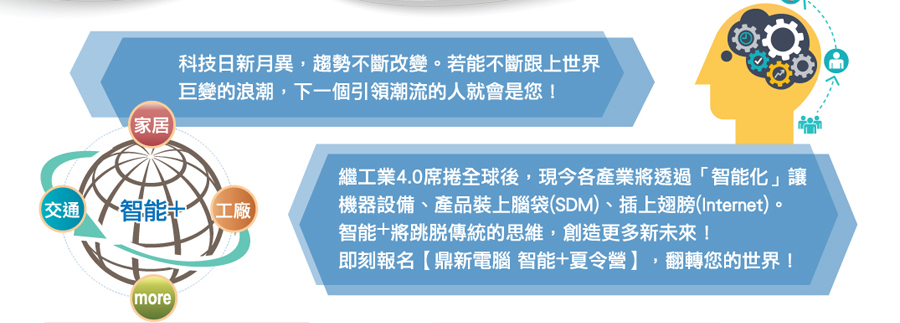 科技日新月異，趨勢不斷改變。若能不斷跟上世界
巨變的浪潮，下一個引領潮流的人就會是您！
家居
交通
智能+
工廠
more
繼工業4.0席捲全球後，現今各產業將透過「智能化」讓
機器設備、產品裝上腦袋(SDM)、插上翅膀(Internet)。
智能+將跳脱傳統的思維，創造更多新未來！
即刻報名【鼎新電腦 智能+夏令營】，翻轉您的世界！